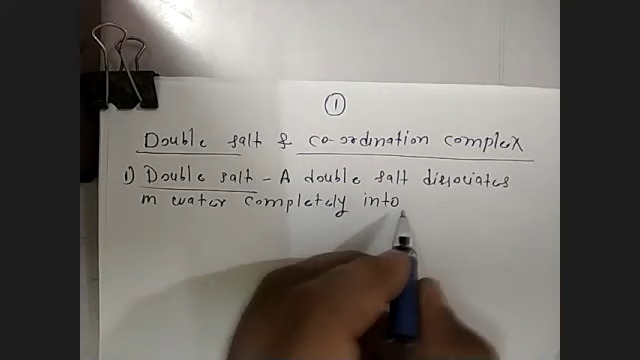 1
Double salt & co-ordination complex
1) Double salt - A double salt dissociates
in water completely into